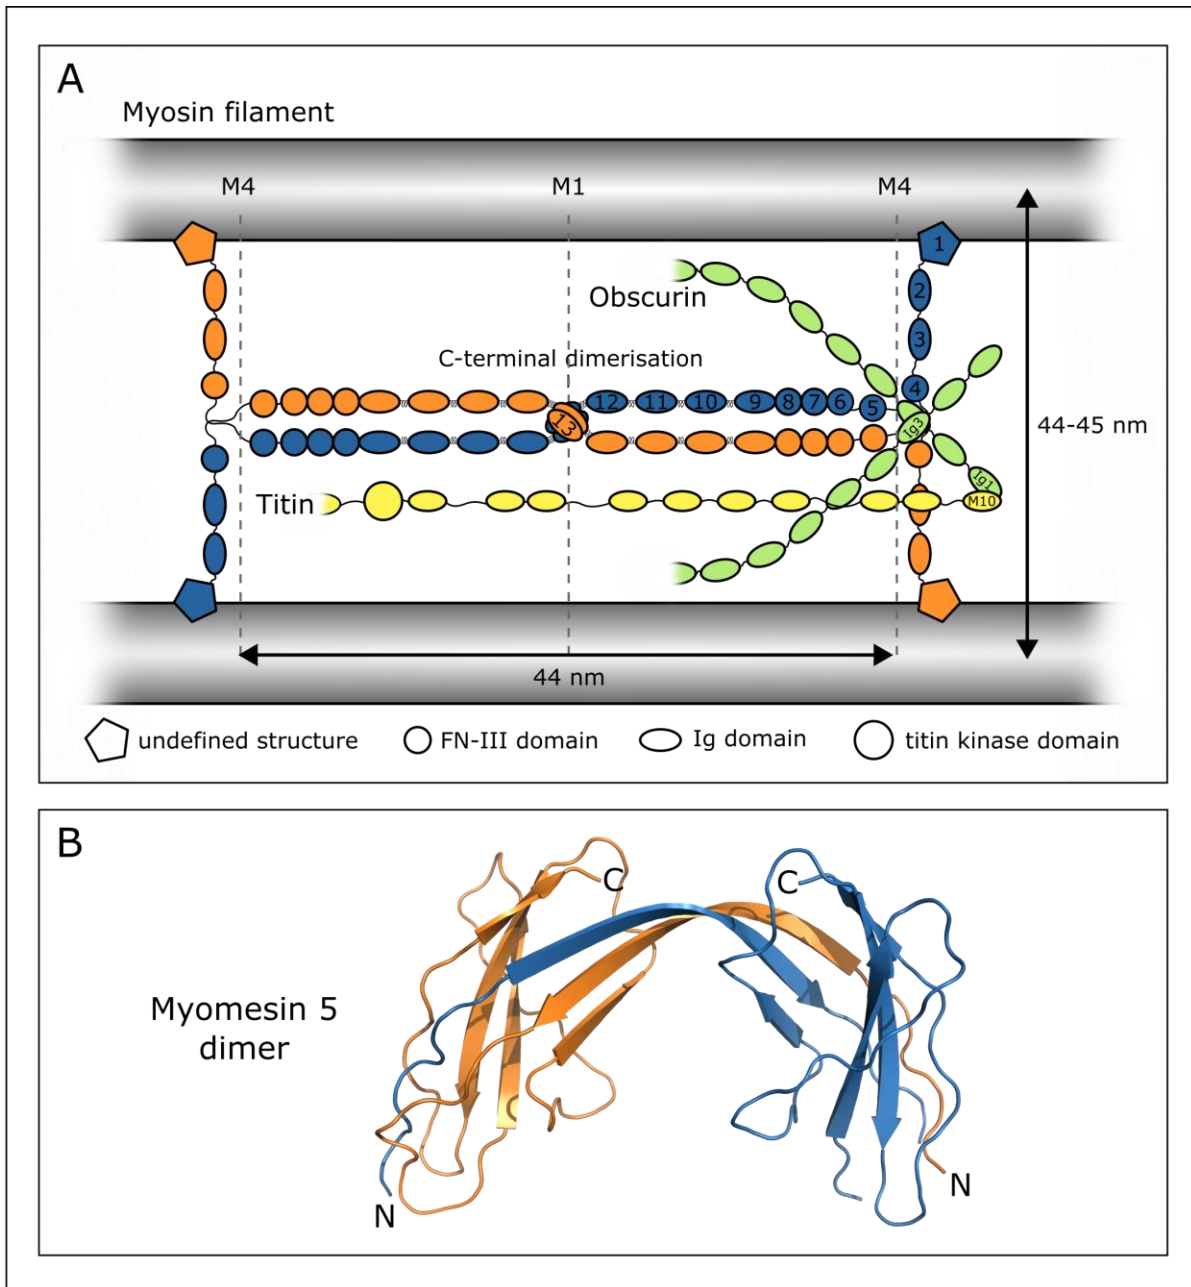 A
Myosin filament
M4
M1
M4
1
2
Obscurin
3
C-terminal dimerisation
4
12 11 10 9 8 7 6 5
13
Ig3
44-45 nm
Ig1
Titin
M10
44 nm
undefined structure
FN-III domain
Ig domain
titin kinase domain
B
C
C
Myomesin 5
dimer
N
N